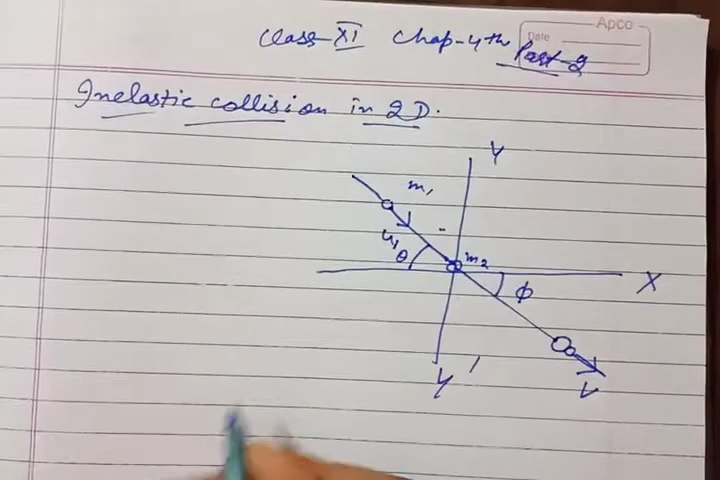 Apco
Date
Class-XI Chap-4th Part-2
Inelastic collision in 2D.
Y
m₁
u₁
θ
m₂
X
ϕ
Y'
V